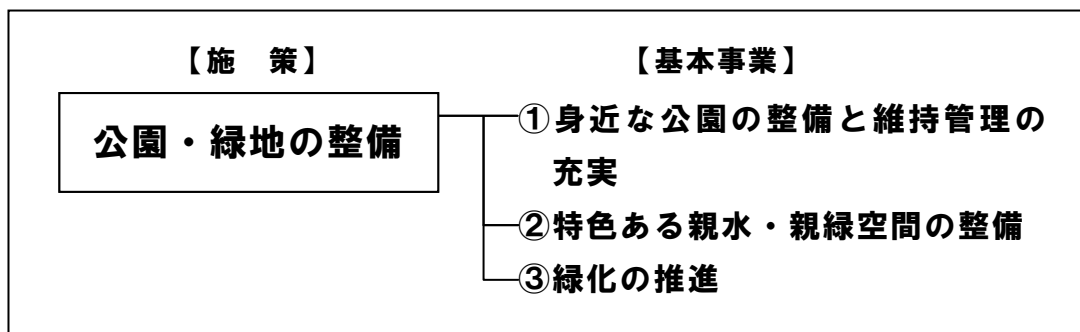 【施　策】
【基本事業】
公園・緑地の整備
①身近な公園の整備と維持管理の
充実
②特色ある親水・親緑空間の整備
③緑化の推進